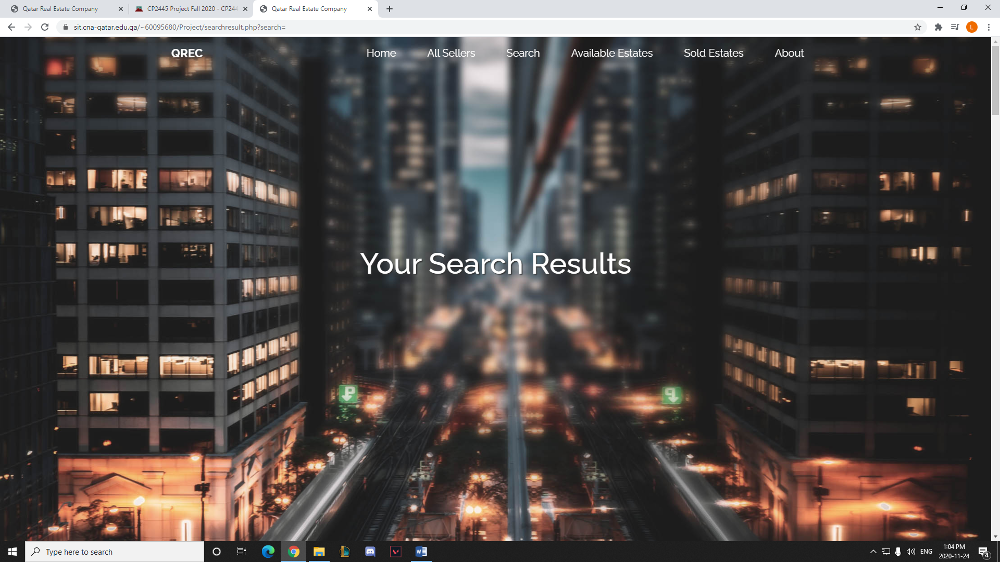 Qatar Real Estate Company
CP2445 Project Fall 2020 - CP244
Qatar Real Estate Company
sit.cna-qatar.edu.qa/~60095680/Project/searchresult.php?search=
L
QREC
Home
All Sellers
Search
Available Estates
Sold Estates
About
Your Search Results
P
Type here to search
W
ENG
1:04 PM
2020-11-24
4